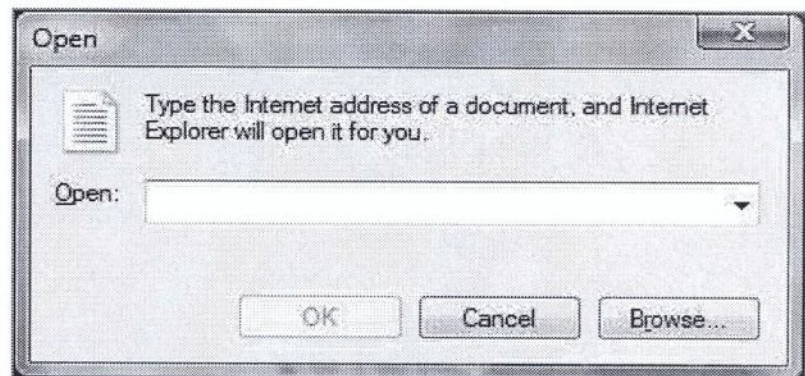 Open
Type the Internet address of a document, and Internet
Explorer will open it for you.
Open:
OK Cancel Browse...